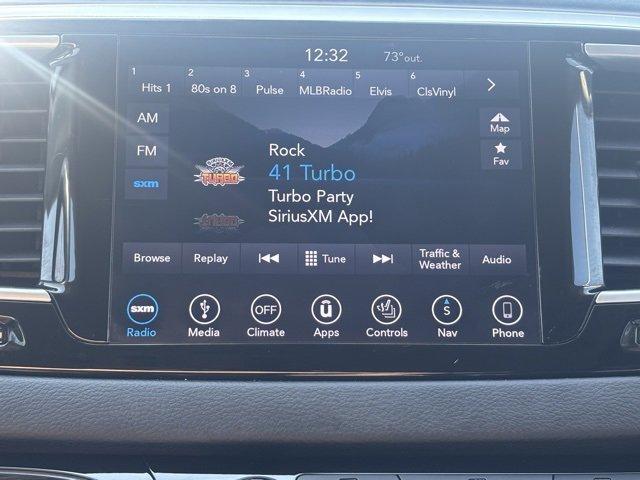 12:32 73°out.
1 Hits 1 2 80s on 8 3 Pulse 4 MLBRadio 5 Elvis 6 ClsVinyl
AM
Map
FM
Fav
sxm
Rock
TURBO
41 Turbo
Turbo Party
SiriusXM App!
Browse Replay Tune Traffic & Weather Audio
sxm OFF S
Radio Media Climate Apps Controls Nav Phone